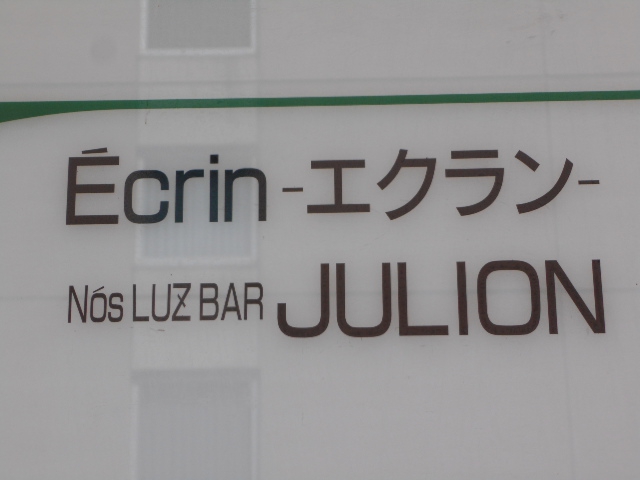 Écrin -エクラン-
Nós LUZ BAR JULION